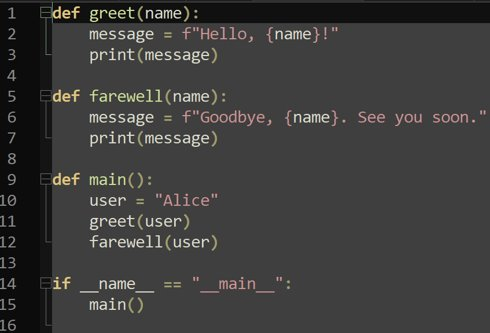 1 def greet(name):
2     message = f"Hello, {name}!"
3     print(message)
4
5 def farewell(name):
6     message = f"Goodbye, {name}. See you soon."
7     print(message)
8
9 def main():
10     user = "Alice"
11     greet(user)
12     farewell(user)
13
14 if __name__ == "__main__":
15     main()
16